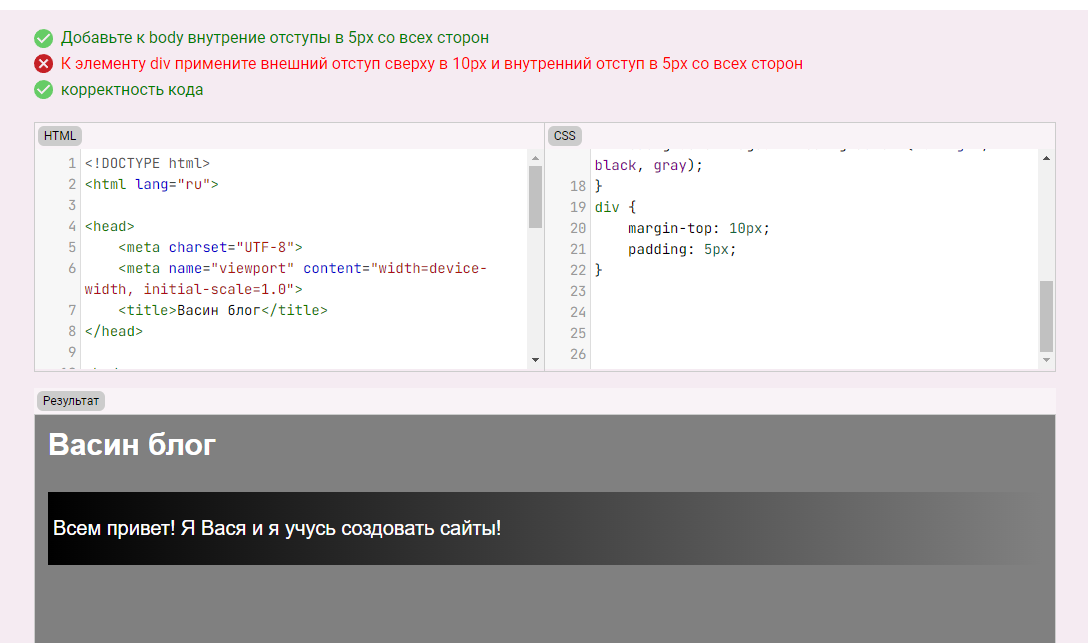 Добавьте к body внутрение отступы в 5px со всех сторон
К элементу div примените внешний отступ сверху в 10px и внутренний отступ в 5px со всех сторон
корректность кода
HTML
1 <!DOCTYPE html>
2 <html lang="ru">
3
4 <head>
5 <meta charset="UTF-8">
6 <meta name="viewport" content="width=device-
width, initial-scale=1.0">
7 <title>Васин блог</title>
8 </head>
9
CSS
black, gray);
18 }
19 div {
20 margin-top: 10px;
21 padding: 5px;
22 }
23
24
25
26
Результат
Васин блог
Всем привет! Я Вася и я учусь создовать сайты!